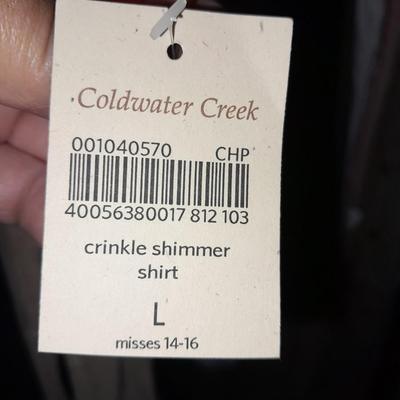 Coldwater Creek
001040570 CHP
40056380017 812 103
crinkle shimmer
shirt
L
misses 14-16